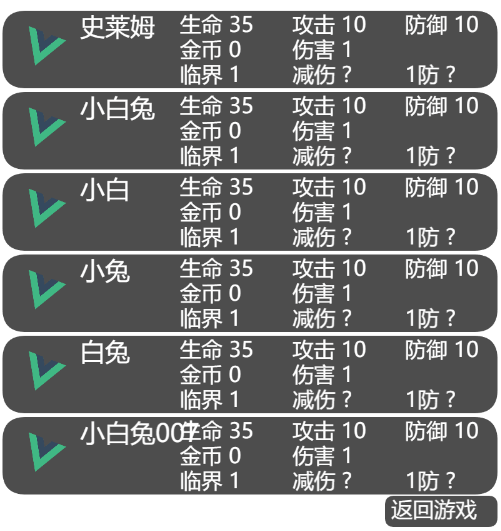 史莱姆 生命 35 攻击 10 防御 10
金币 0 伤害 1
临界 1 减伤 ? 1防 ?
小白兔 生命 35 攻击 10 防御 10
金币 0 伤害 1
临界 1 减伤 ? 1防 ?
小白 生命 35 攻击 10 防御 10
金币 0 伤害 1
临界 1 减伤 ? 1防 ?
小兔 生命 35 攻击 10 防御 10
金币 0 伤害 1
临界 1 减伤 ? 1防 ?
白兔 生命 35 攻击 10 防御 10
金币 0 伤害 1
临界 1 减伤 ? 1防 ?
小白兔007 生命 35 攻击 10 防御 10
金币 0 伤害 1
临界 1 减伤 ? 1防 ?
返回游戏